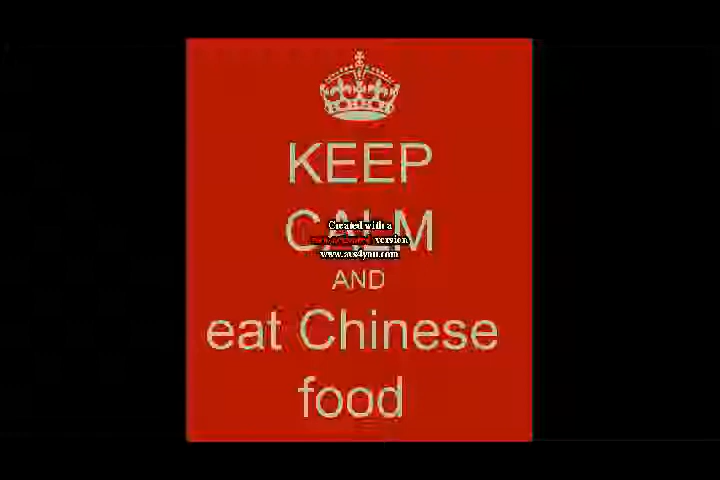 KEEP
CALM
Created with a
version
www.avs4you.com
AND
eat Chinese
food